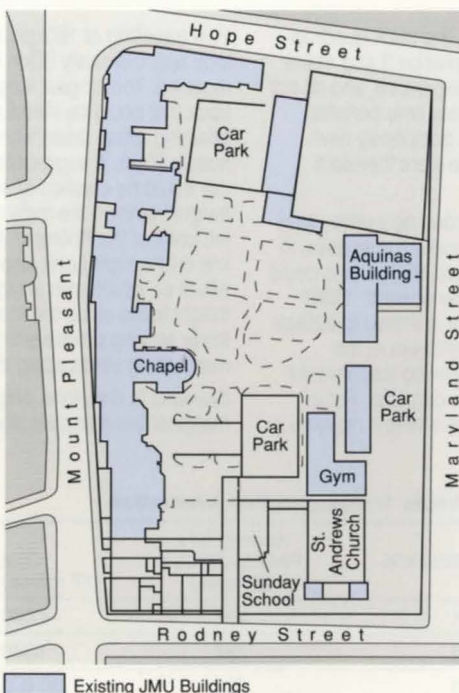 Hope Street
Car
Park
Aquinas
Building
Mount Pleasant
Maryland Street
Chapel
Car
Park
Car
Park
Gym
St.
Andrews
Church
Sunday
School
Rodney Street
Existing JMU Buildings